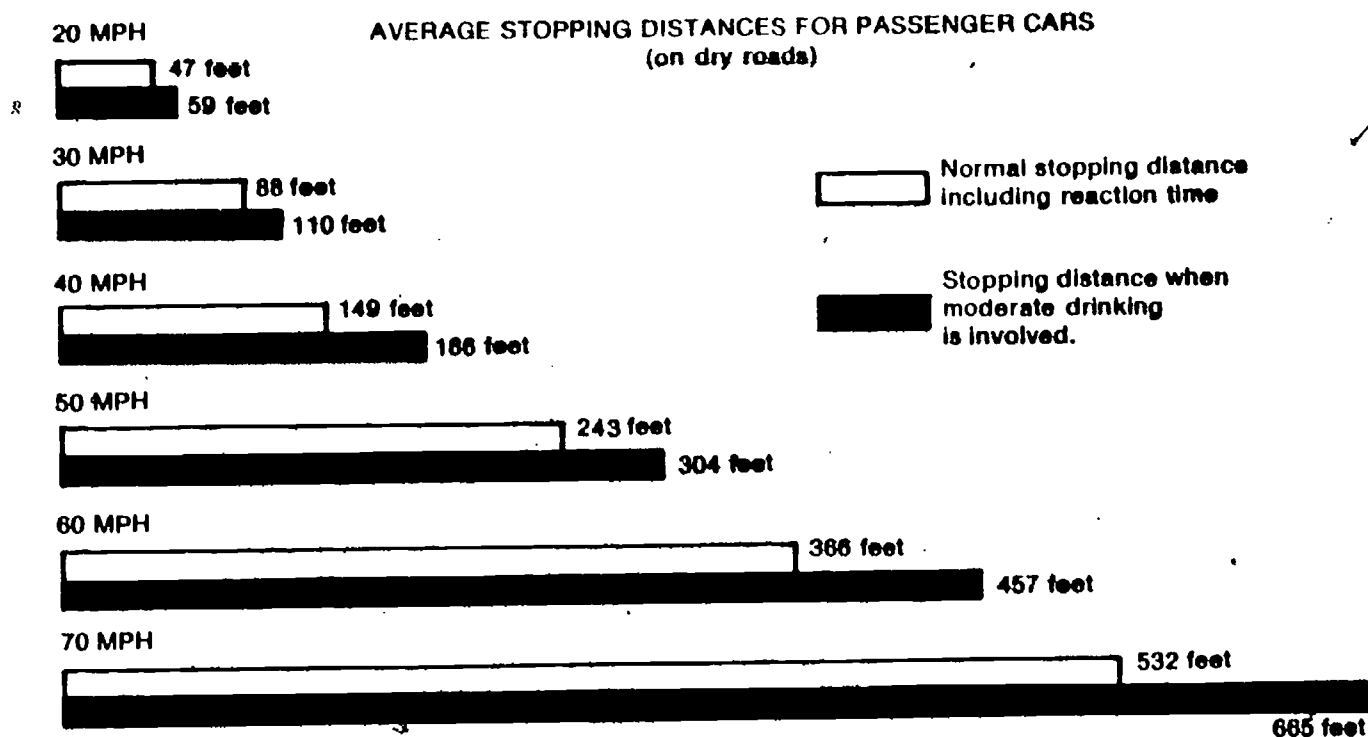 AVERAGE STOPPING DISTANCES FOR PASSENGER CARS
(on dry roads)
20 MPH
47 feet
59 feet
30 MPH
88 feet
110 feet
Normal stopping distance
including reaction time
40 MPH
149 feet
186 feet
Stopping distance when
moderate drinking
is involved.
50 MPH
243 feet
304 feet
60 MPH
366 feet
457 feet
70 MPH
532 feet
665 feet